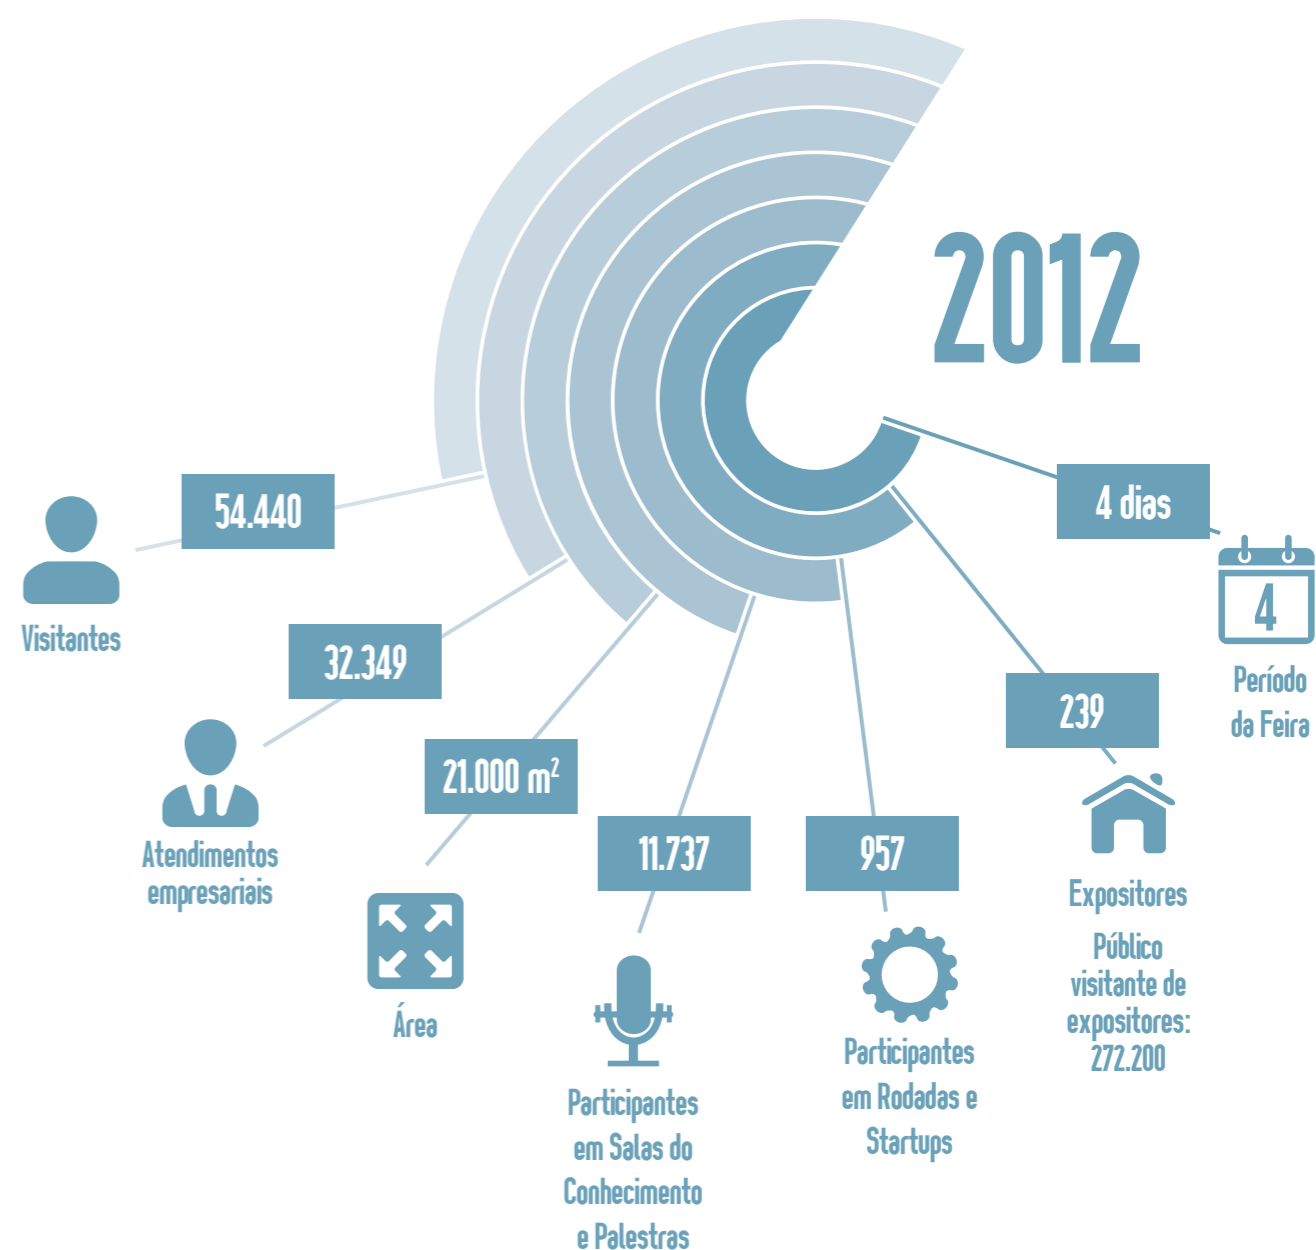 2012
54.440
Visitantes
32.349
Atendimentos
empresariais
21.000 m²
Área
11.737
Participantes
em Salas do
Conhecimento
e Palestras
957
Participantes
em Rodadas e
Startups
239
Expositores
Público
visitante de
expositores:
272.200
4 dias
4
Período
da Feira